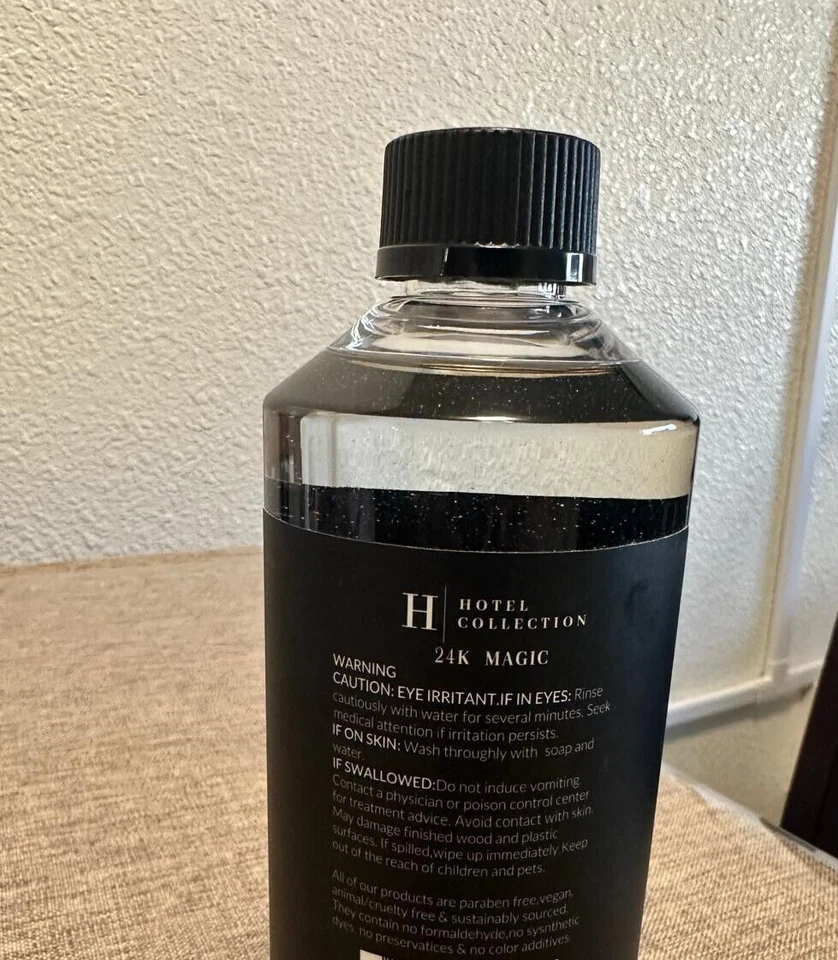 H
HOTEL
COLLECTION
24K MAGIC
WARNING
CAUTION: EYE IRRITANT.IF IN EYES: Rinse
cautiously with water for several minutes. Seek
medical attention if irritation persists.
IF ON SKIN: Wash throughly with soap and
water.
IF SWALLOWED:Do not induce vomiting.
Contact a physician or poison control center
for treatment advice. Avoid contact with skin.
May damage finished wood and plastic
surfaces. If spilled,wipe up immediately Keep
out of the reach of children and pets.
All of our products are paraben free,vegan,
animal/cruelty free & sustainably sourced.
They contain no formaldehyde,no sysnthetic
dyes, no preservatices & no color additives.